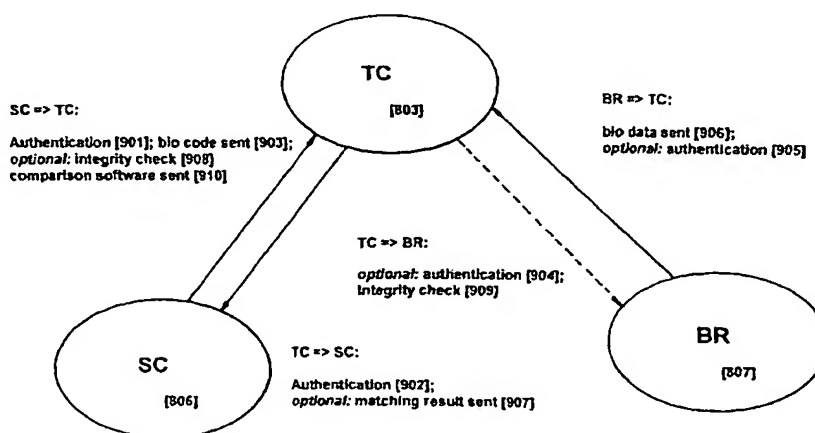 TC
[803]
SC => TC:
Authentication [901]; bio code sent [903];
optional: integrity check [908]
comparison software sent [910]
BR => TC:
bio data sent [906];
optional: authentication [905]
TC => BR:
optional: authentication [904];
integrity check [909]
SC
[806]
TC => SC:
Authentication [902];
optional: matching result sent [907]
BR
[807]